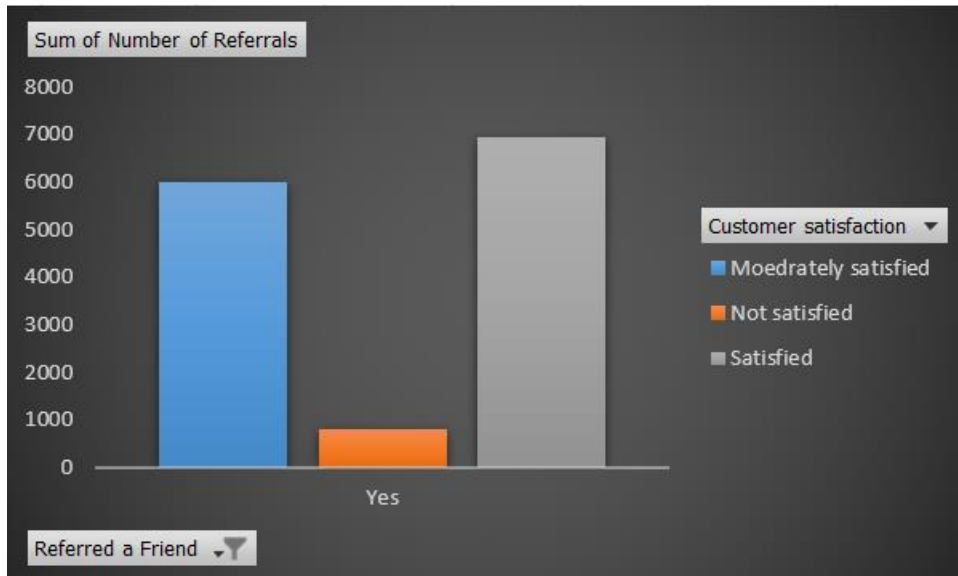 Sum of Number of Referrals
8000
7000
6000
5000
4000
3000
2000
1000
0
Yes
Customer satisfaction
Moedrately satisfied
Not satisfied
Satisfied
Referred a Friend